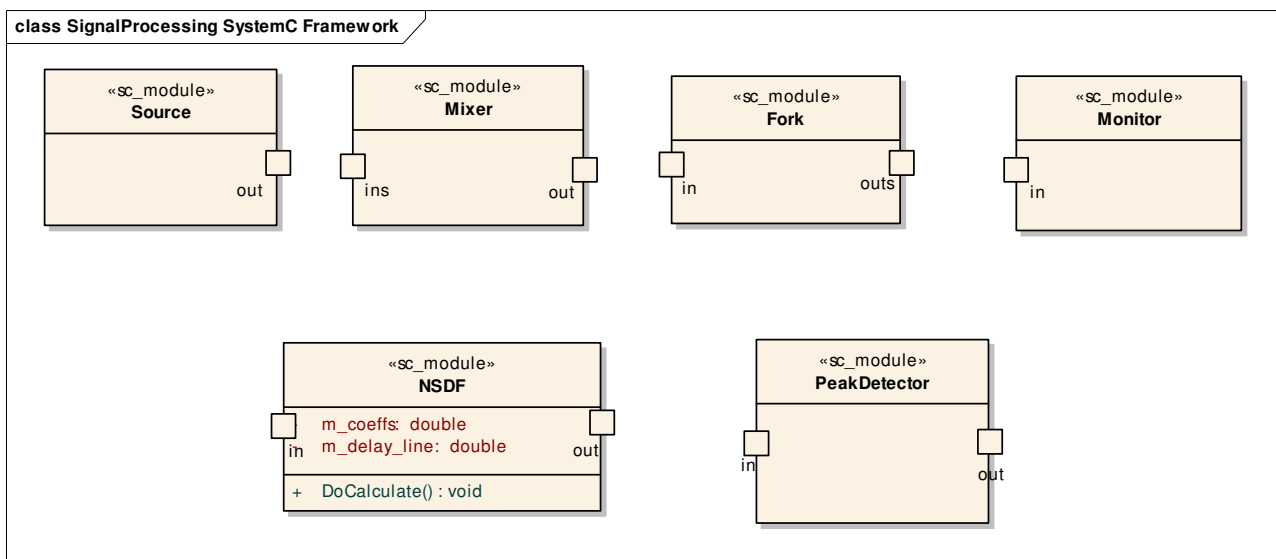 class SignalProcessing SystemC Framework
«sc_module»
Source
out
«sc_module»
Mixer
ins
out
«sc_module»
Fork
in
outs
«sc_module»
Monitor
in
«sc_module»
NSDF
m_coeffs: double
m_delay_line: double
in
out
+ DoCalculate() : void
«sc_module»
PeakDetector
in
out